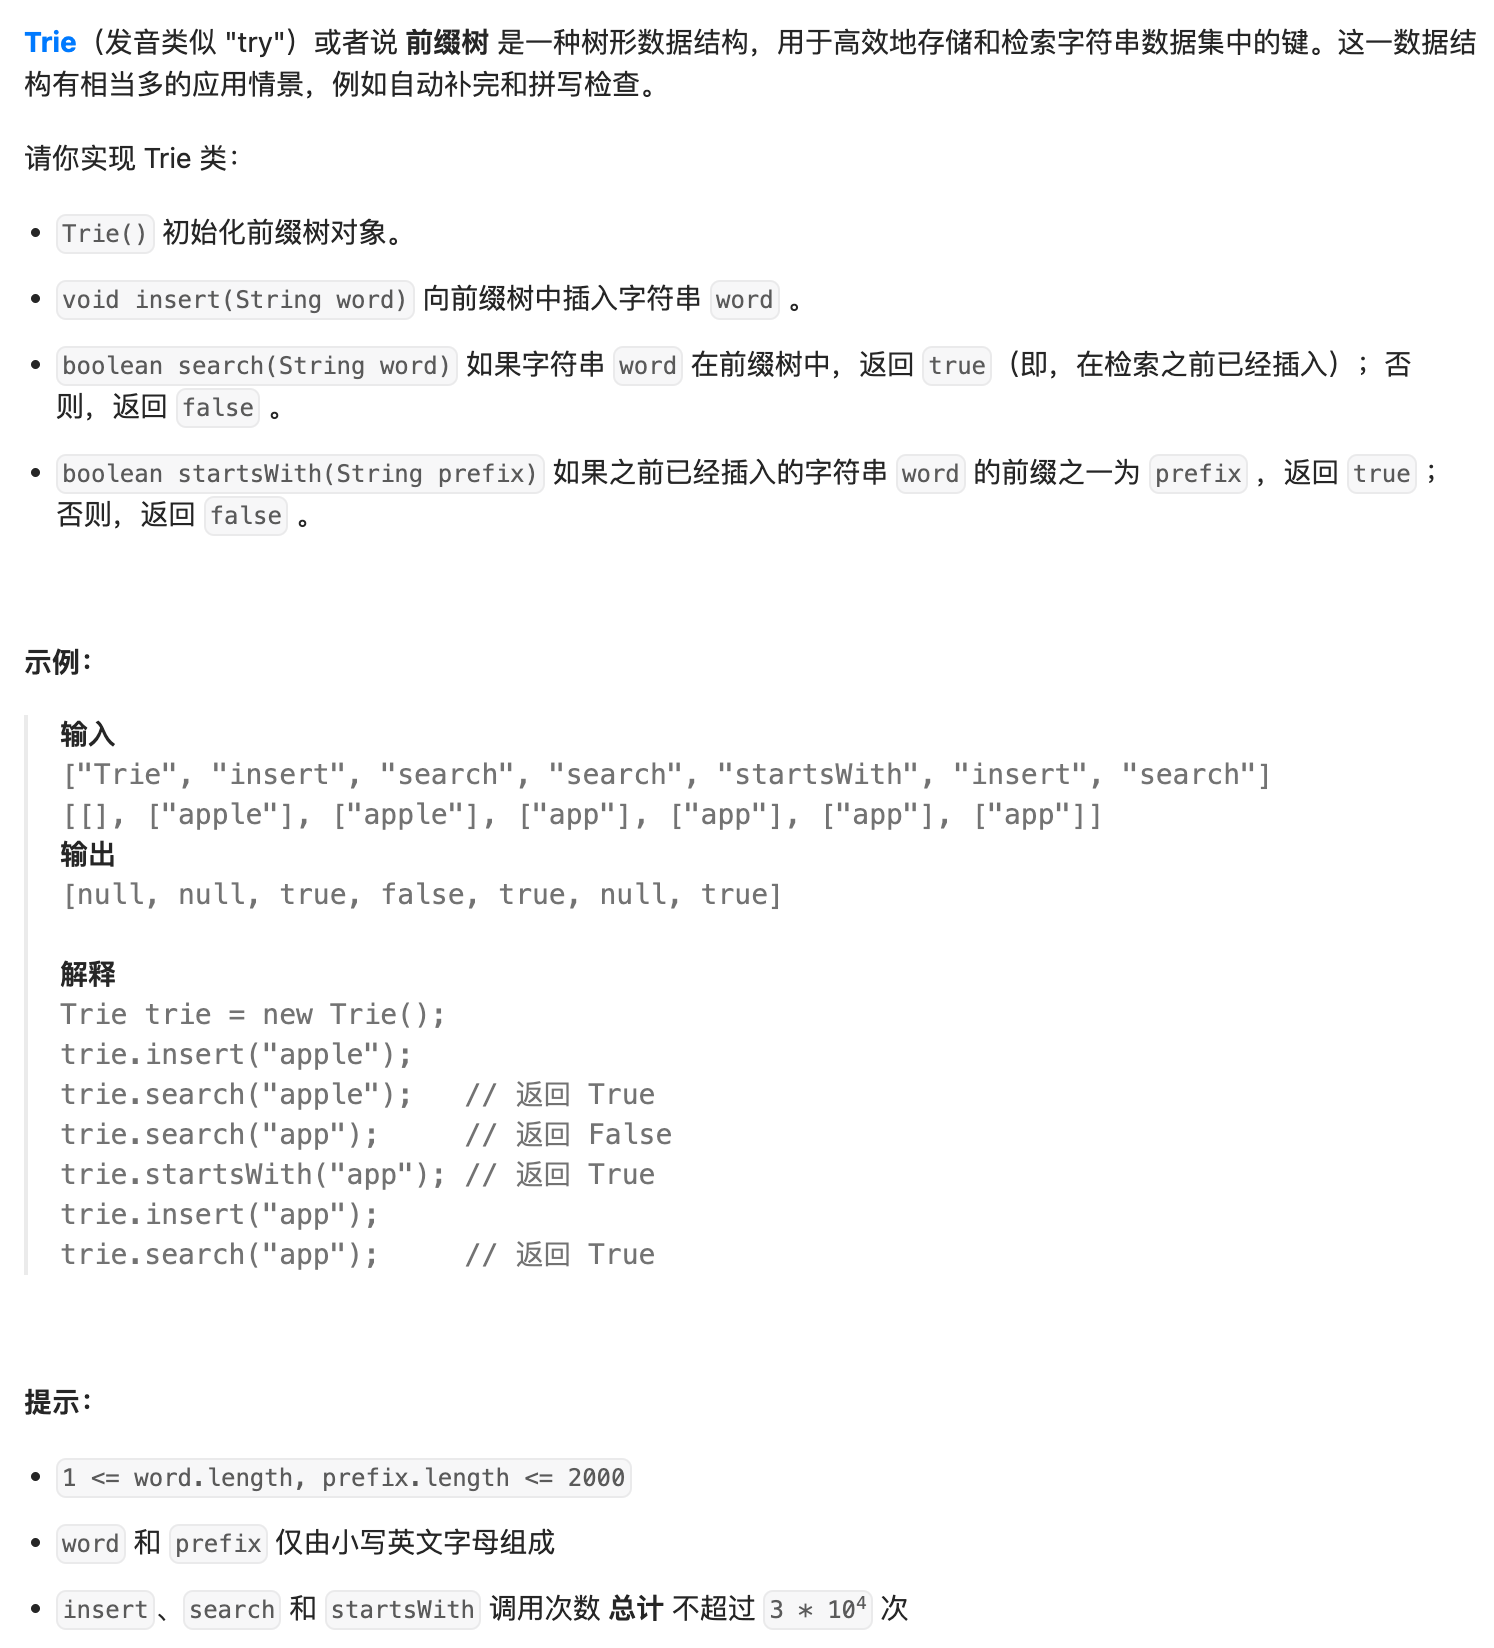 Trie（发音类似 "try"）或者说 前缀树 是一种树形数据结构，用于高效地存储和检索字符串数据集中的键。这一数据结
构有相当多的应用情景，例如自动补完和拼写检查。
请你实现 Trie 类：
• Trie() 初始化前缀树对象。
• void insert(String word) 向前缀树中插入字符串 word 。
• boolean search(String word) 如果字符串 word 在前缀树中，返回 true（即，在检索之前已经插入）；否
则，返回 false 。
• boolean startsWith(String prefix) 如果之前已经插入的字符串 word 的前缀之一为 prefix ，返回 true ；
否则，返回 false 。
示例：
输入
["Trie", "insert", "search", "search", "startsWith", "insert", "search"]
[[], ["apple"], ["apple"], ["app"], ["app"], ["app"], ["app"]]
输出
[null, null, true, false, true, null, true]
解释
Trie trie = new Trie();
trie.insert("apple");
trie.search("apple");   // 返回 True
trie.search("app");     // 返回 False
trie.startsWith("app"); // 返回 True
trie.insert("app");
trie.search("app");     // 返回 True
提示：
• 1 <= word.length, prefix.length <= 2000
• word 和 prefix 仅由小写英文字母组成
• insert、search 和 startsWith 调用次数 总计 不超过 3 * 10⁴ 次